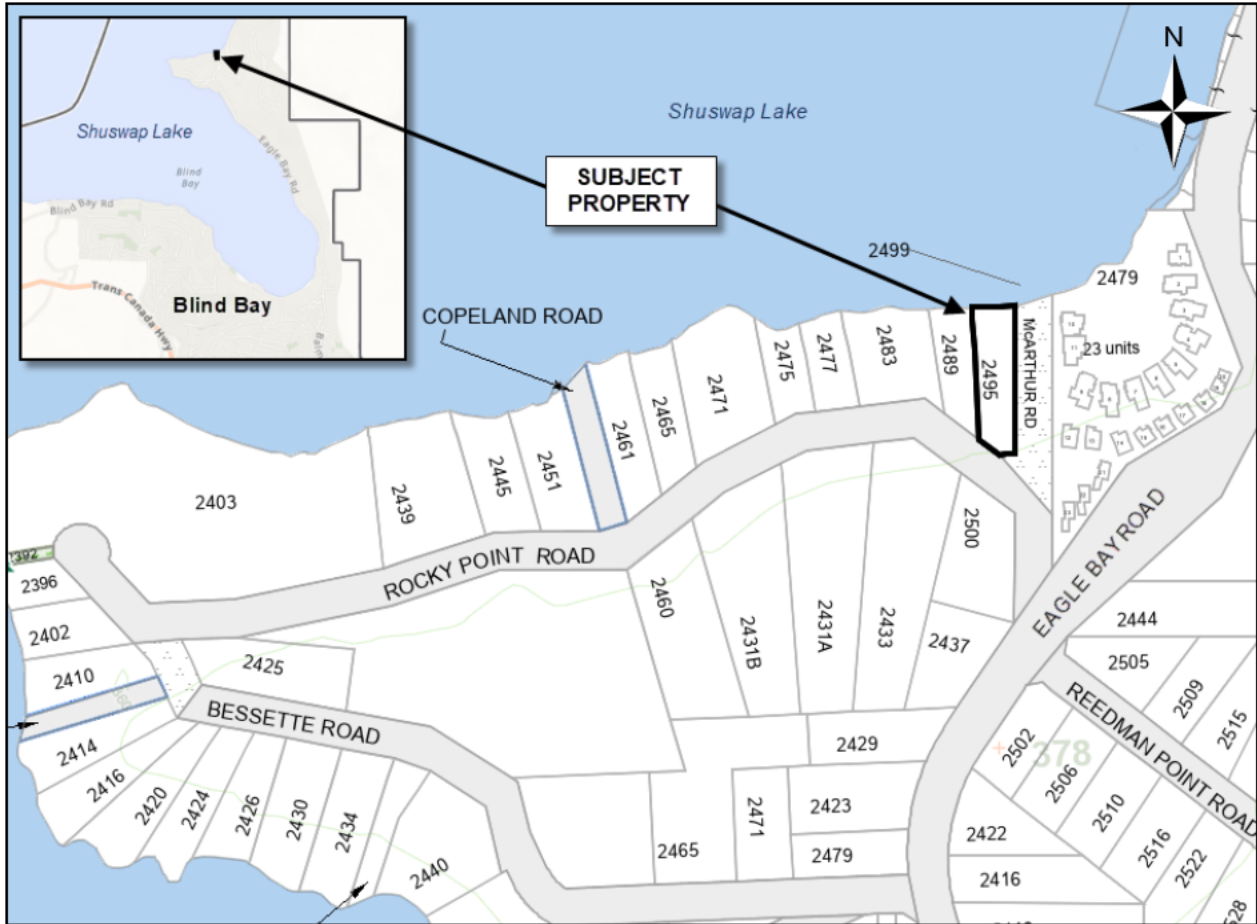 N
Shuswap Lake
Shuswap Lake
Blind
Bay
Eagle Bay Rd
Blind Bay Rd
Trans Canada Hwy
Blind Bay
SUBJECT
PROPERTY
2499
2479
COPELAND ROAD
23 units
McARTHUR RD
2403
2439
2445
2451
2461
2465
2471
2475
2477
2483
2489
2495
2396
2402
2410
2414
2416
2420
2424
2426
2430
2434
2440
2425
ROCKY POINT ROAD
BESSETTE ROAD
2460
2431B
2431A
2433
2500
2437
EAGLE BAY ROAD
2444
2505
2509
2515
REEDMAN POINT ROAD
2502
2506
2510
2516
2522
378
2429
2423
2471
2465
2479
2422
2416